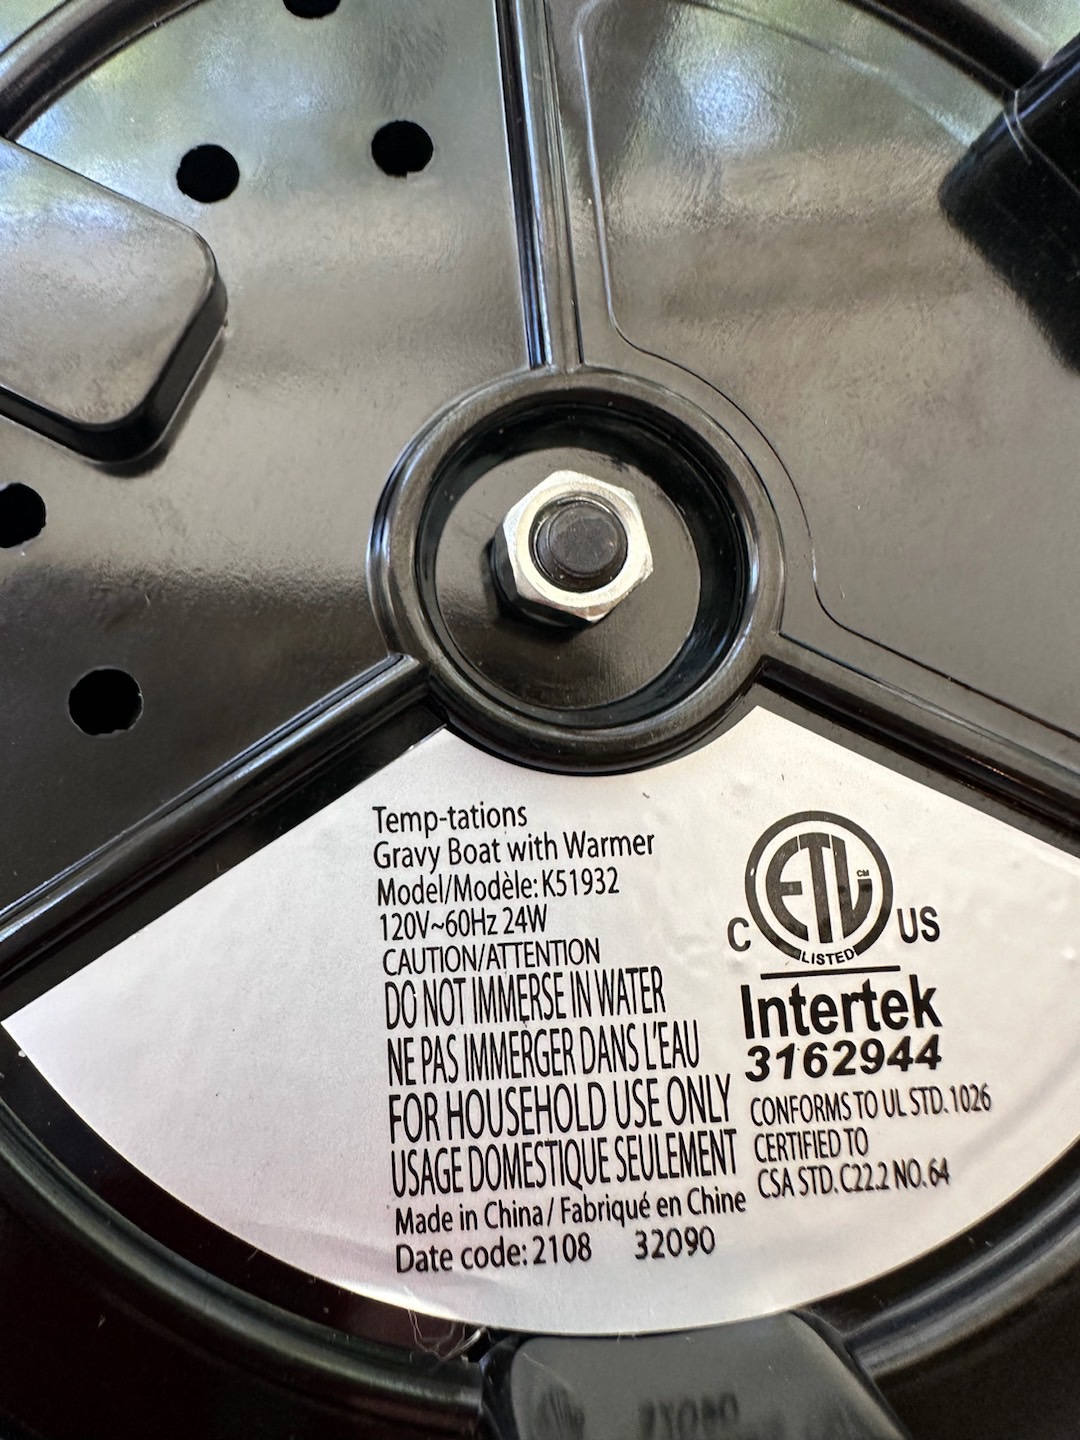 Temp-tations
Gravy Boat with Warmer
Model/Modèle: K51932
120V~60Hz 24W
CAUTION/ATTENTION
DO NOT IMMERSE IN WATER
NE PAS IMMERGER DANS L'EAU
FOR HOUSEHOLD USE ONLY
USAGE DOMESTIQUE SEULEMENT
Made in China/ Fabriqué en Chine
Date code: 2108 32090
ETL CM
C US
LISTED
Intertek
3162944
CONFORMS TO UL STD. 1026
CERTIFIED TO
CSA STD. C22.2 NO. 64